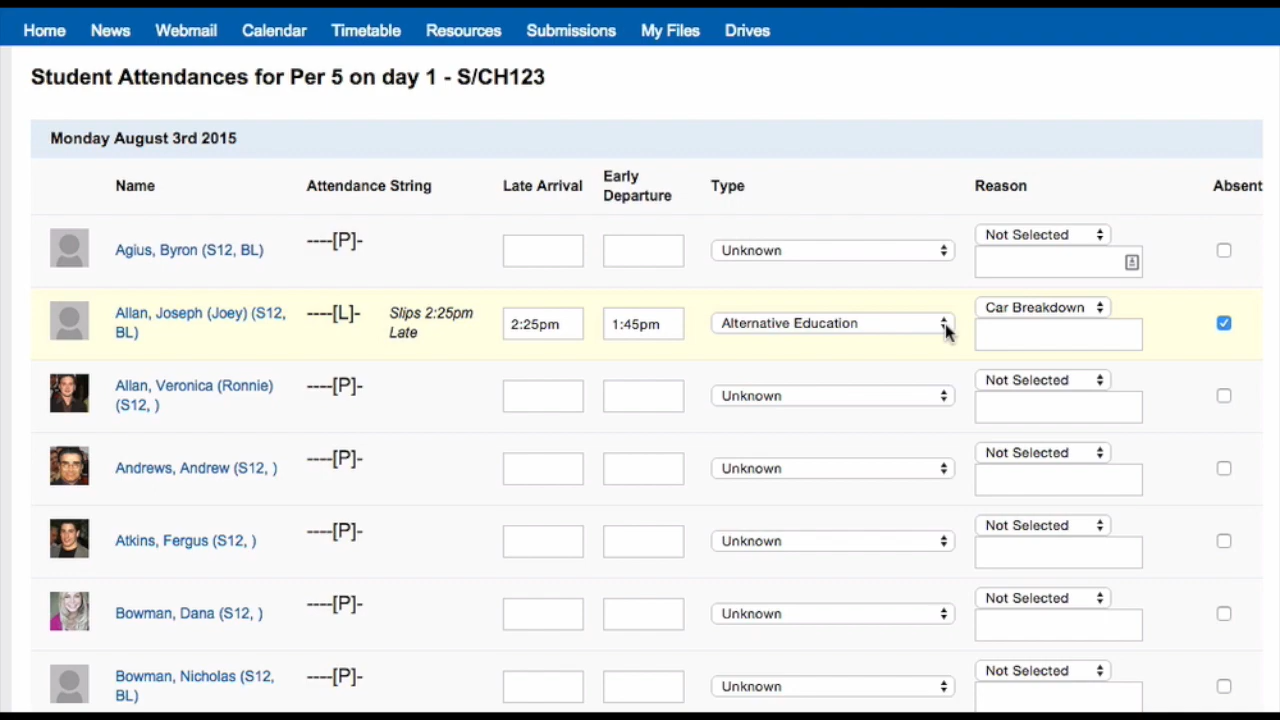 Home News Webmail Calendar Timetable Resources Submissions My Files Drives
Student Attendances for Per 5 on day 1 - S/CH123
Monday August 3rd 2015
Name Attendance String Late Arrival Early Departure Type Reason Absent
Agius, Byron (S12, BL) ----[P]- Unknown Not Selected
Allan, Joseph (Joey) (S12, BL) ----[L]- Slips 2:25pm Late 2:25pm 1:45pm Alternative Education Car Breakdown
Allan, Veronica (Ronnie) (S12, ) ----[P]- Unknown Not Selected
Andrews, Andrew (S12, ) ----[P]- Unknown Not Selected
Atkins, Fergus (S12, ) ----[P]- Unknown Not Selected
Bowman, Dana (S12, ) ----[P]- Unknown Not Selected
Bowman, Nicholas (S12, BL) ----[P]- Unknown Not Selected